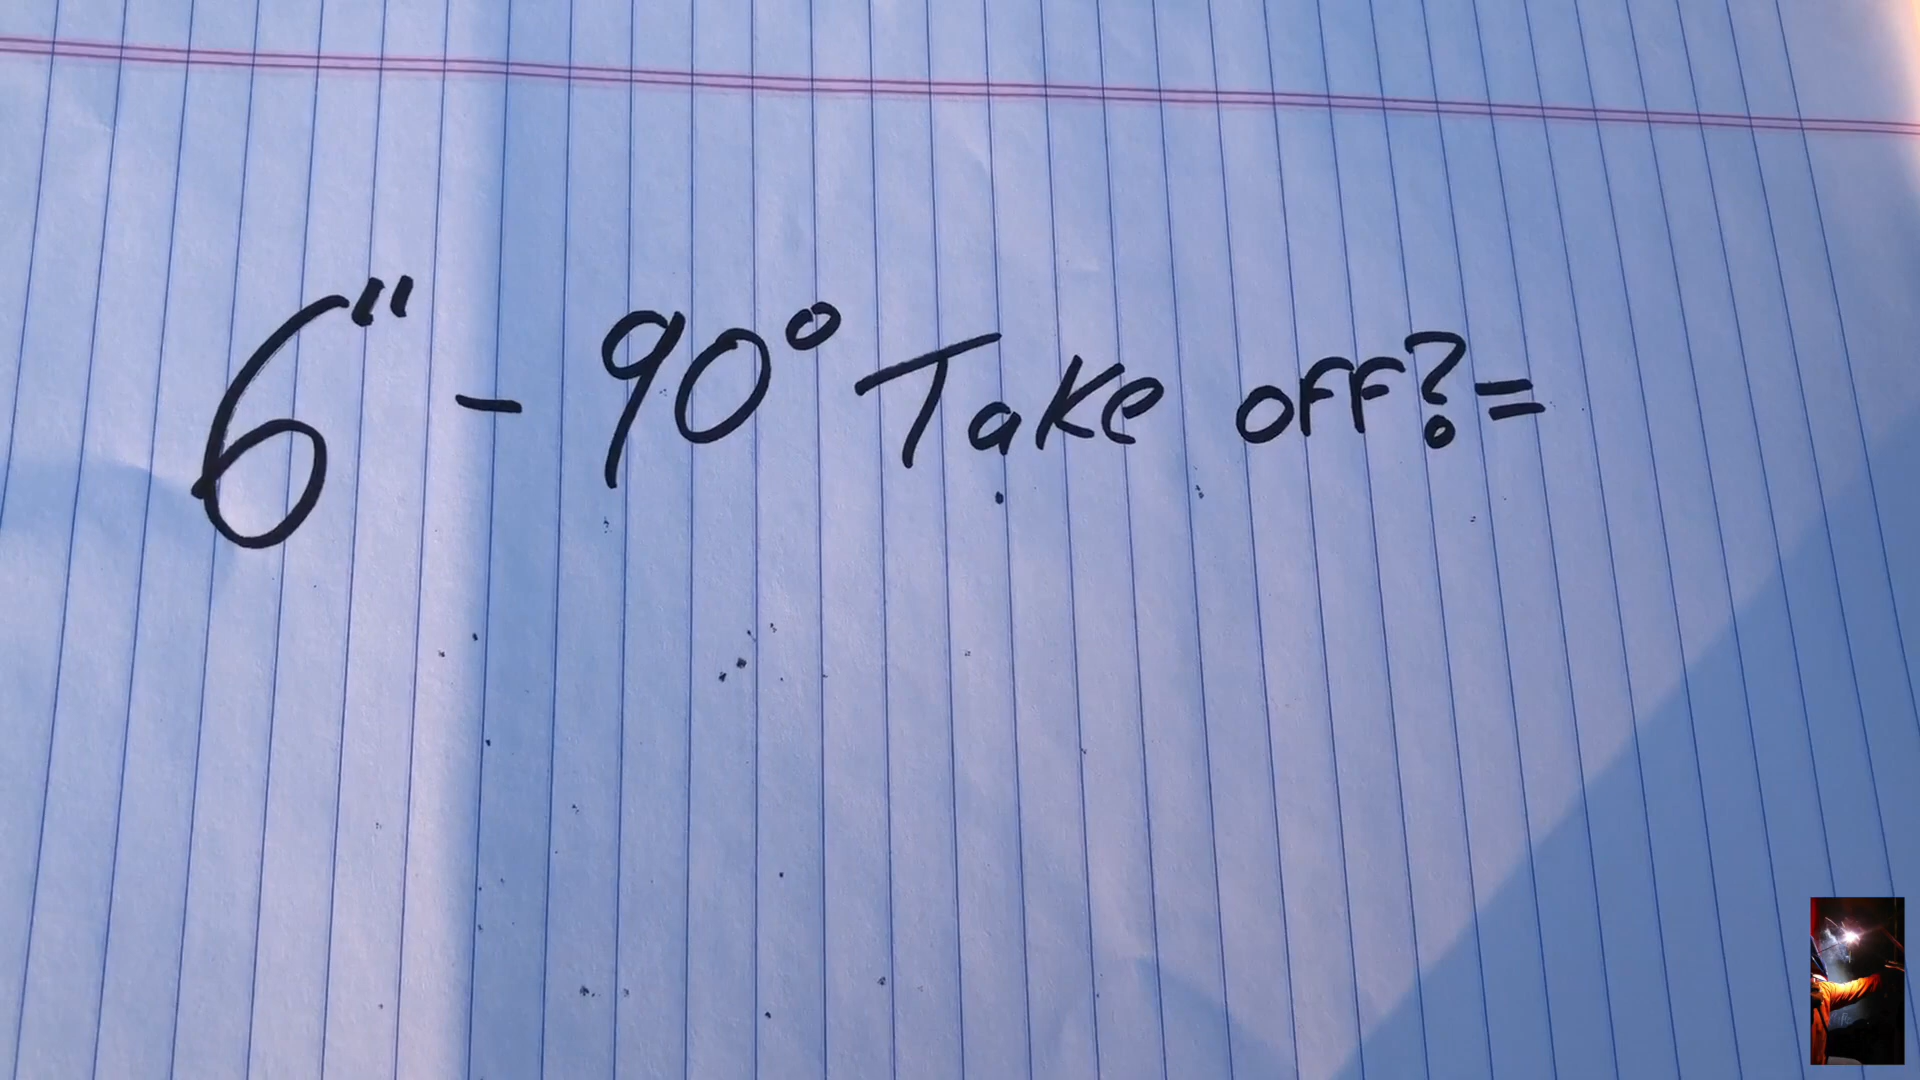 6" - 90° Take off? =